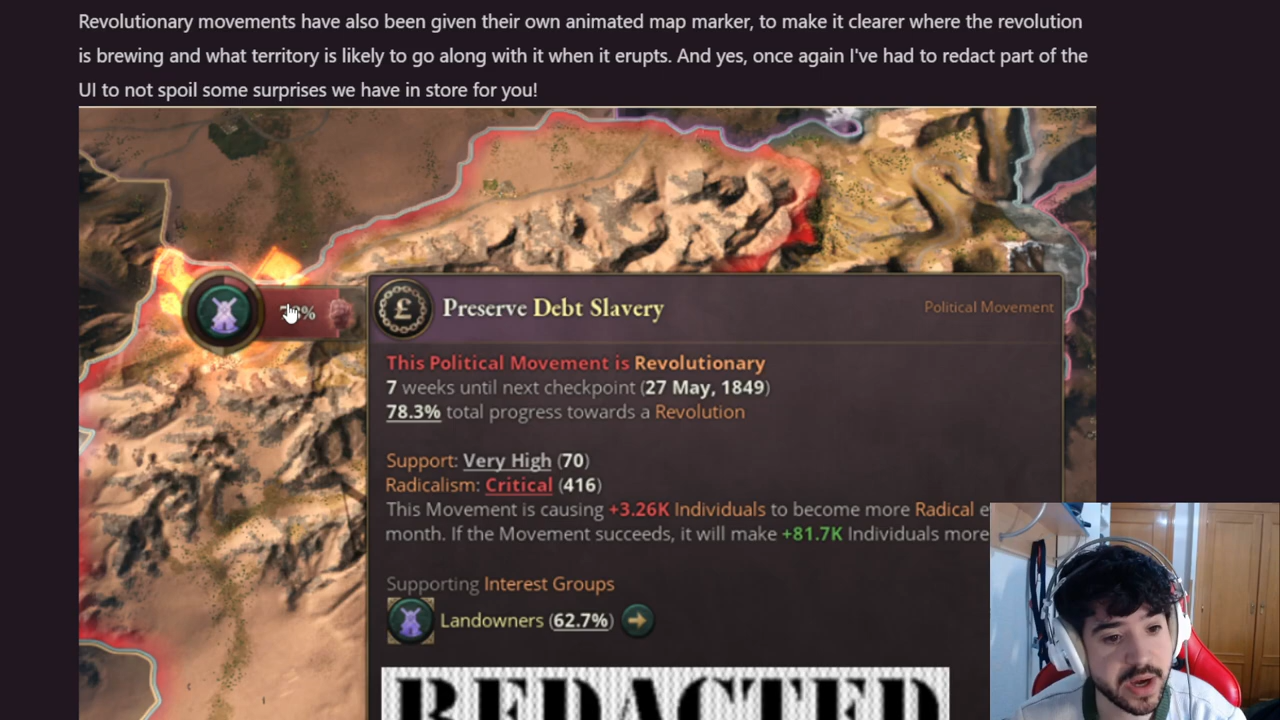 Revolutionary movements have also been given their own animated map marker, to make it clearer where the revolution
is brewing and what territory is likely to go along with it when it erupts. And yes, once again I've had to redact part of the
UI to not spoil some surprises we have in store for you!
Preserve Debt Slavery
Political Movement
This Political Movement is Revolutionary
7 weeks until next checkpoint (27 May, 1849)
78.3% total progress towards a Revolution
Support: Very High (70)
Radicalism: Critical (416)
This Movement is causing +3.26K Individuals to become more Radical
month. If the Movement succeeds, it will make +81.7K Individuals more
Supporting Interest Groups
Landowners (62.7%)
REDACTED